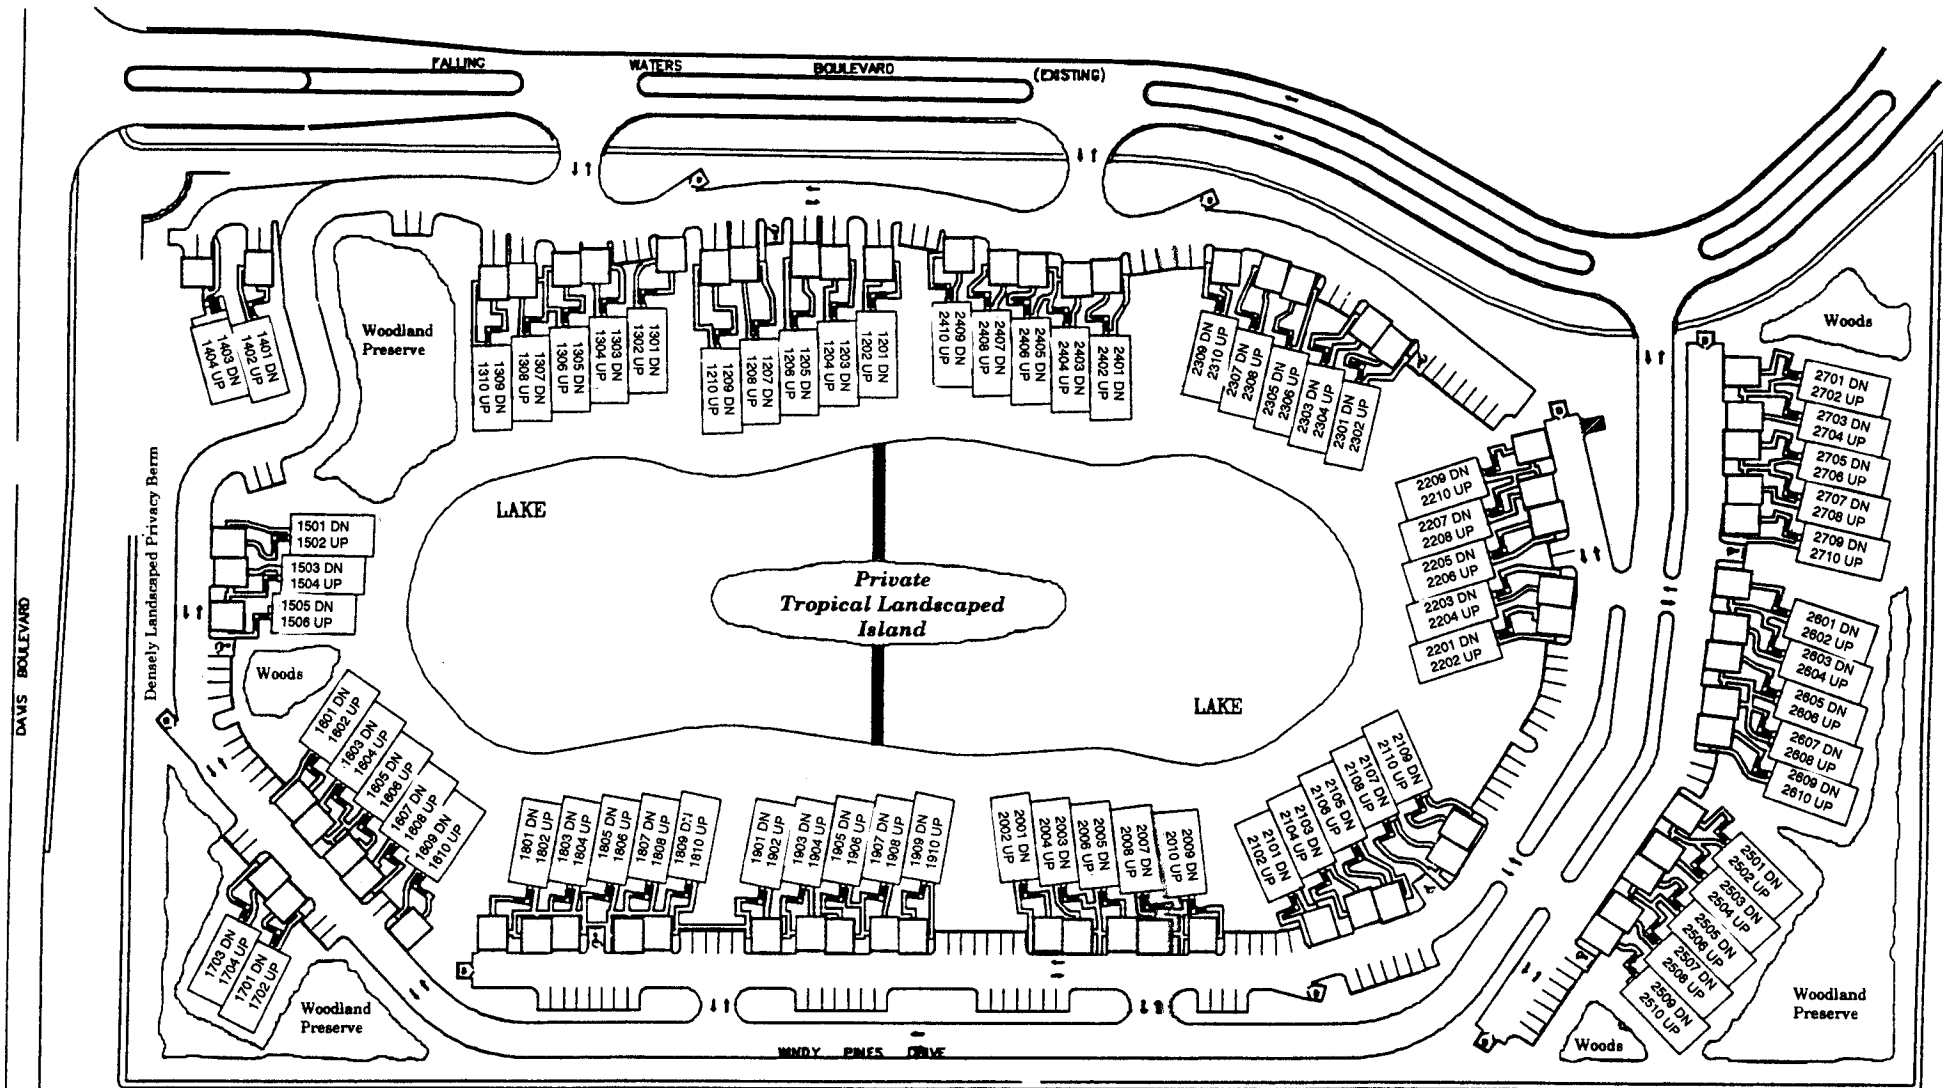 FALLING WATERS BOULEVARD (EXISTING)
Woodland
Preserve
Woods
1401 DN
1402 UP
1403 DN
1404 UP
1309 DN
1310 UP
1307 DN
1308 UP
1305 DN
1306 UP
1303 DN
1304 UP
1301 DN
1302 UP
1209 DN
1210 UP
1207 DN
1208 UP
1205 DN
1206 UP
1203 DN
1204 UP
1201 DN
1202 UP
2409 DN
2410 UP
2407 DN
2408 UP
2405 DN
2406 UP
2403 DN
2404 UP
2401 DN
2402 UP
2309 DN
2310 UP
2307 DN
2308 UP
2305 DN
2306 UP
2303 DN
2304 UP
2301 DN
2302 UP
2701 DN
2702 UP
2703 DN
2704 UP
2705 DN
2706 UP
2707 DN
2708 UP
2709 DN
2710 UP
2209 DN
2210 UP
2207 DN
2208 UP
2205 DN
2206 UP
2203 DN
2204 UP
2201 DN
2202 UP
LAKE
Private
Tropical Landscaped
Island
LAKE
Densely Landscaped Privacy Berm
DAVIS BOULEVARD
1501 DN
1502 UP
1503 DN
1504 UP
1505 DN
1506 UP
Woods
2601 DN
2602 UP
2603 DN
2604 UP
2605 DN
2606 UP
2607 DN
2608 UP
2609 DN
2610 UP
1601 DN
1602 UP
1603 DN
1604 UP
1605 DN
1606 UP
1607 DN
1608 UP
1609 DN
1610 UP
1801 DN
1802 UP
1803 DN
1804 UP
1805 DN
1806 UP
1807 DN
1808 UP
1809 DN
1810 UP
1901 DN
1902 UP
1903 DN
1904 UP
1905 DN
1906 UP
1907 DN
1908 UP
1909 DN
1910 UP
2001 DN
2002 UP
2003 DN
2004 UP
2005 DN
2006 UP
2007 DN
2008 UP
2009 DN
2010 UP
2101 DN
2102 UP
2103 DN
2104 UP
2105 DN
2106 UP
2107 DN
2108 UP
2109 DN
2110 UP
2501 DN
2502 UP
2503 DN
2504 UP
2505 DN
2506 UP
2507 DN
2508 UP
2509 DN
2510 UP
1703 DN
1704 UP
1701 DN
1702 UP
Woodland
Preserve
Woodland
Preserve
Woods
WINDY PINES DRIVE